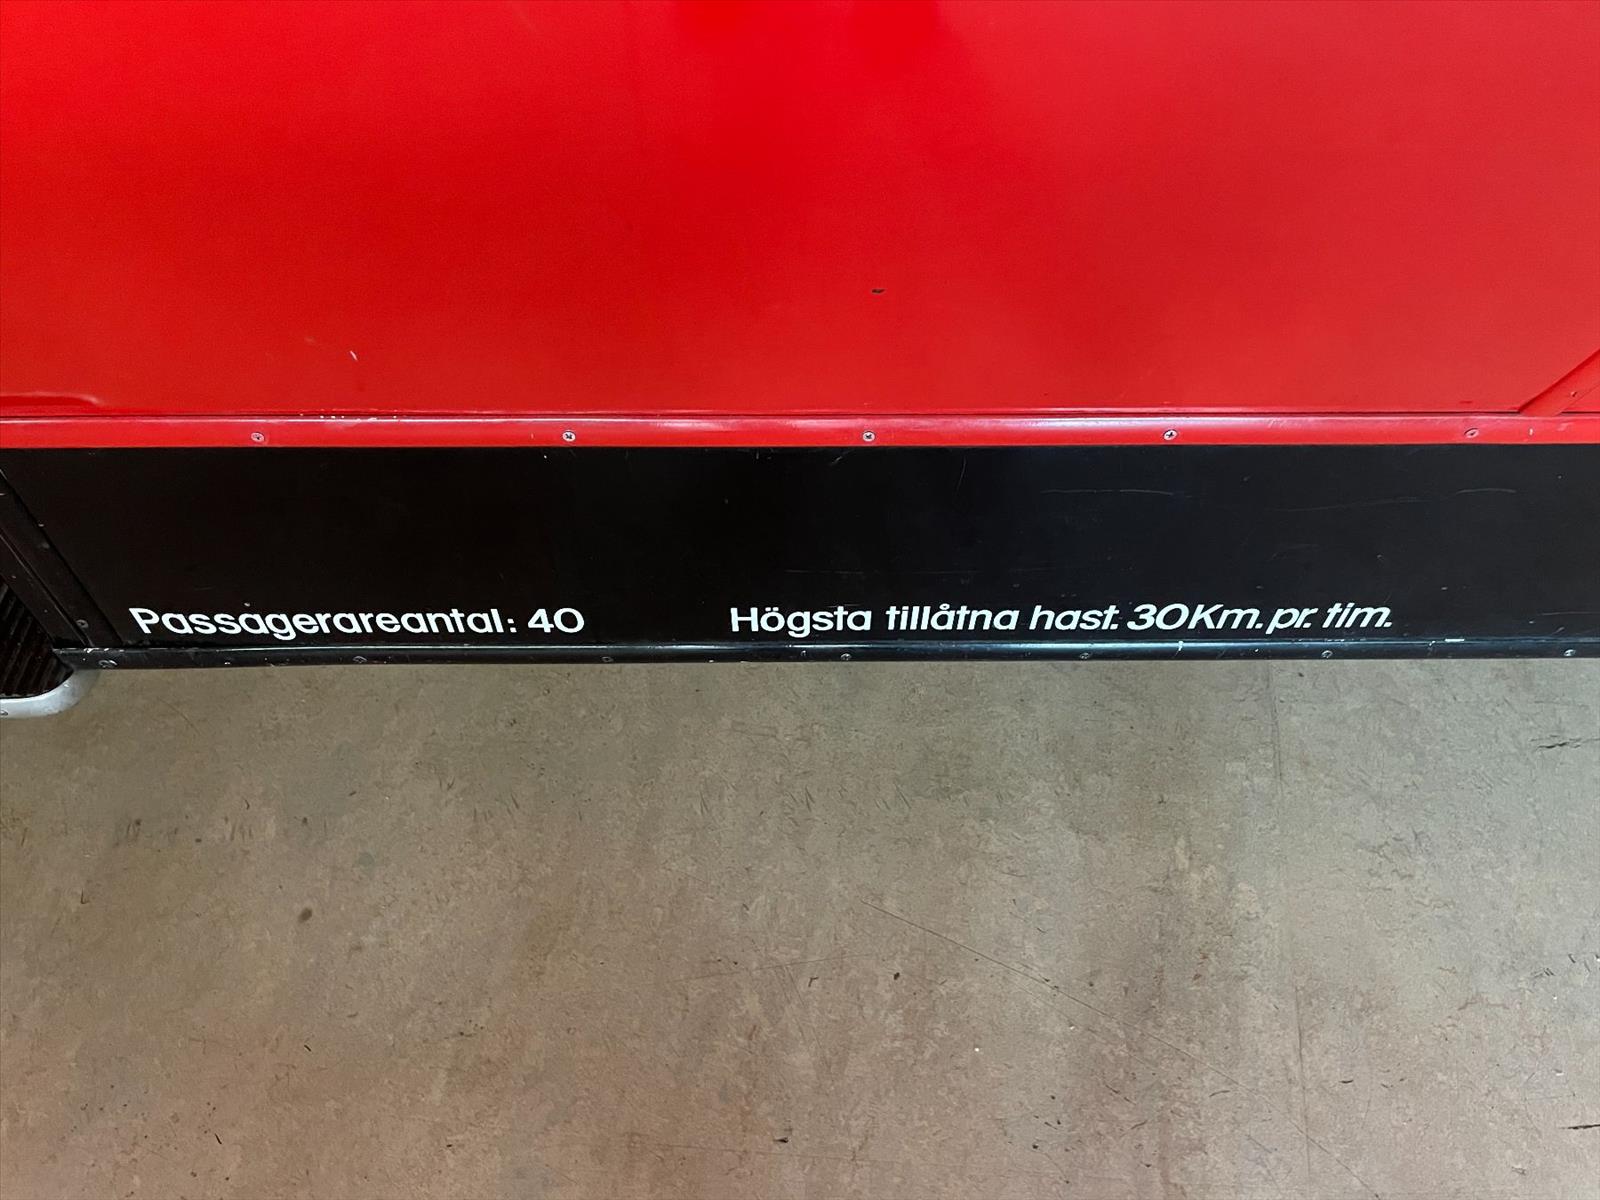 Passagerareantal: 40
Högsta tillåtna hast. 30Km. pr. tim.